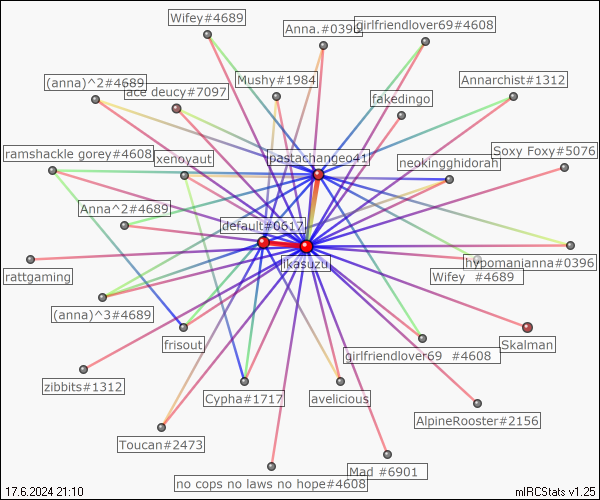 Wifey#4689
Anna.#0396
girlfriendlover69#4608
(anna)^2#4689
ace deucy#7097
Mushy#1984
fakedingo
Annarchist#1312
ramshackle gorey#4608
xenoyaut
pastachangeo41
neokingghidorah
Soxy Foxy#5076
Anna^2#4689
default#0617
ikasuzu
rattgaming
hypomanianna#0396
Wifey #4689
(anna)^3#4689
frisout
girlfriendlover69 #4608
Skalman
zibbits#1312
Cypha#1717
avelicious
AlpineRooster#2156
Toucan#2473
no cops no laws no hope#4608
Mad #6901
17.6.2024 21:10
mIRCStats v1.25